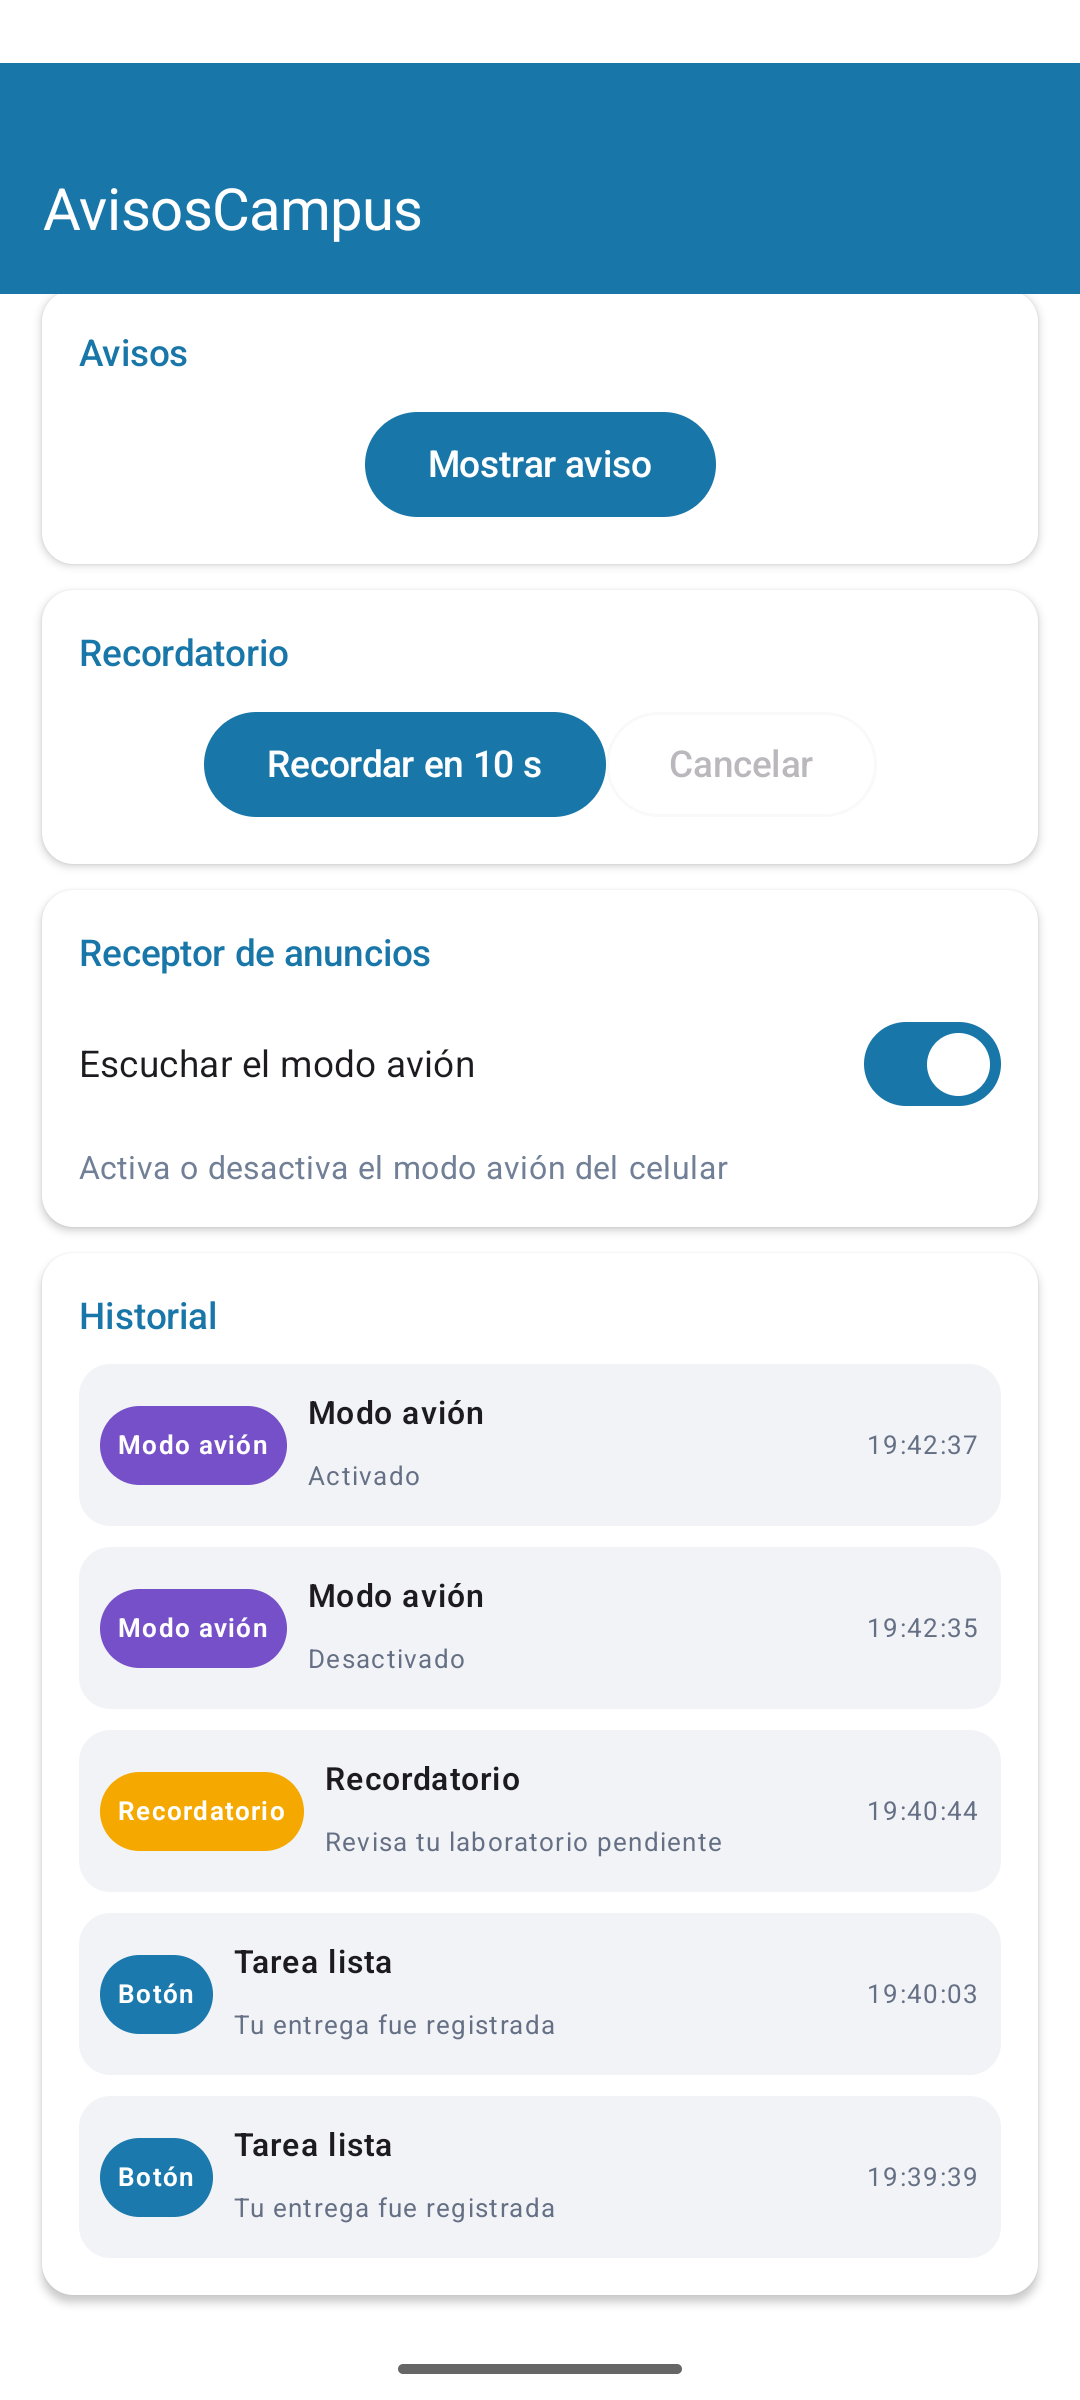 AvisosCampus
Avisos
Mostrar aviso
Recordatorio
Recordar en 10 s
Cancelar
Receptor de anuncios
Escuchar el modo avión
Activa o desactiva el modo avión del celular
Historial
Modo avión
Modo avión
Activado
19:42:37
Modo avión
Modo avión
Desactivado
19:42:35
Recordatorio
Recordatorio
Revisa tu laboratorio pendiente
19:40:44
Botón
Tarea lista
Tu entrega fue registrada
19:40:03
Botón
Tarea lista
Tu entrega fue registrada
19:39:39